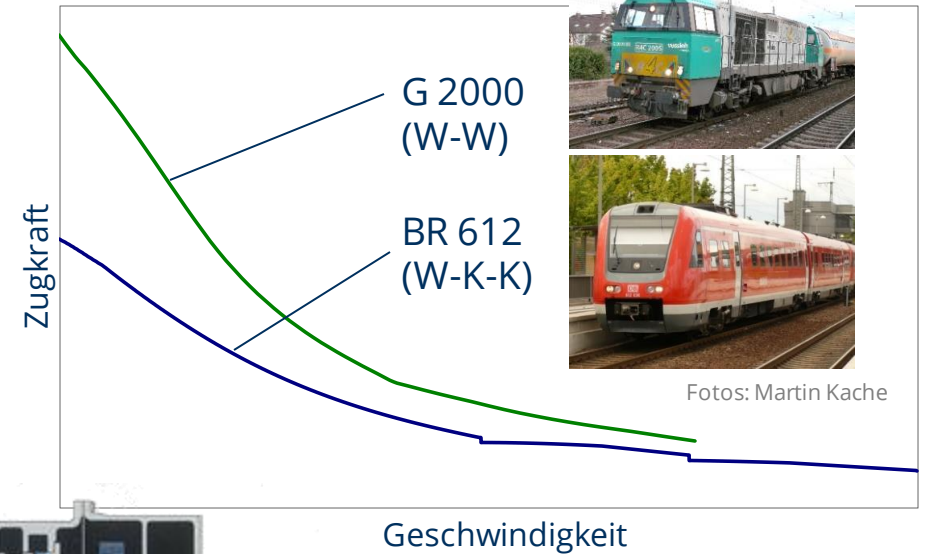 G 2000
(W-W)
BR 612
(W-K-K)
Zugkraft
Fotos: Martin Kache
Geschwindigkeit